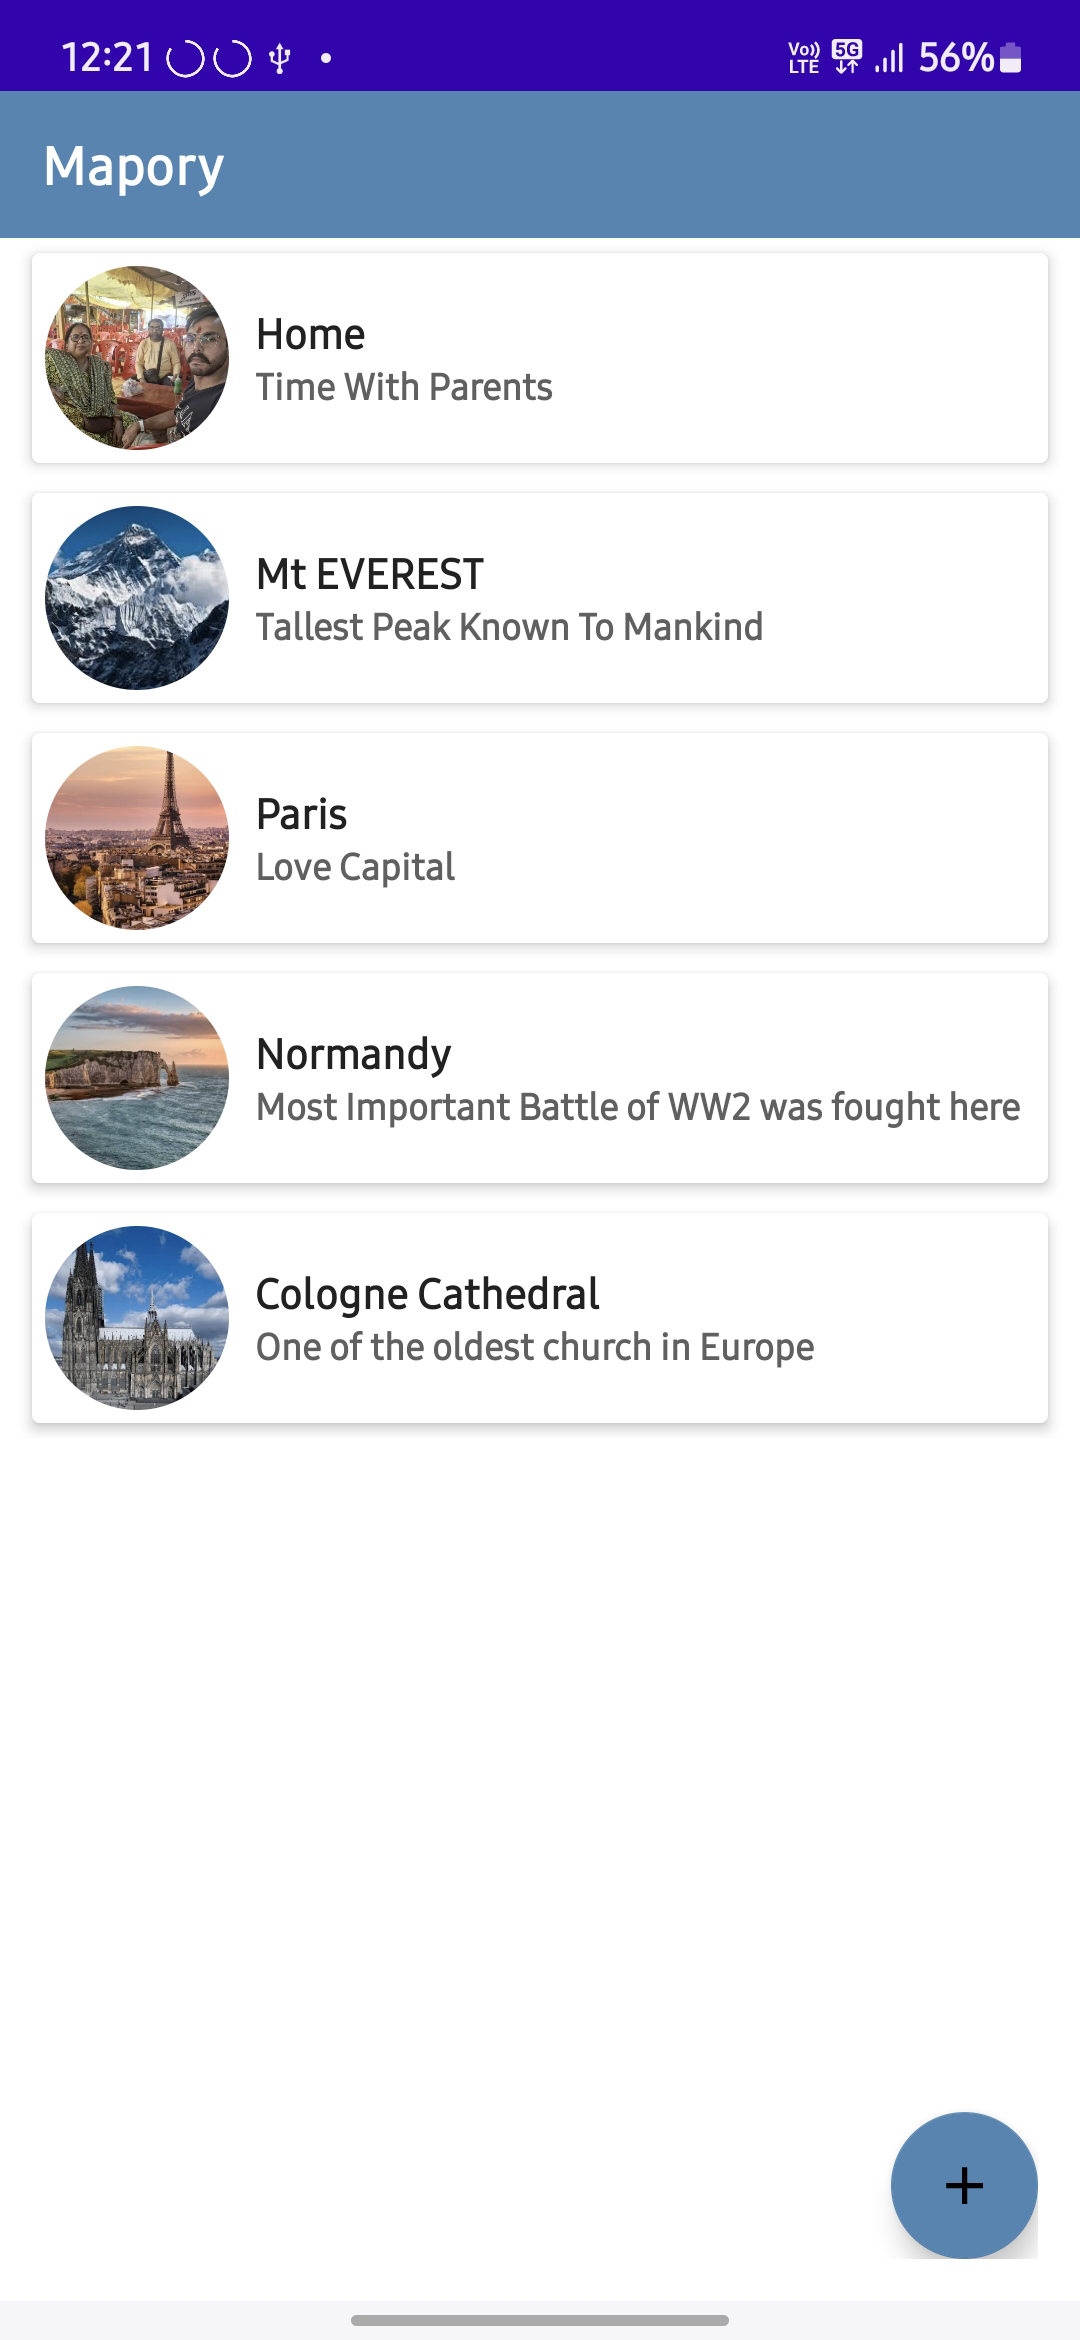 12:21 Vo)) LTE 5G 56%
Mapory
Home
Time With Parents
Mt EVEREST
Tallest Peak Known To Mankind
Paris
Love Capital
Normandy
Most Important Battle of WW2 was fought here
Cologne Cathedral
One of the oldest church in Europe